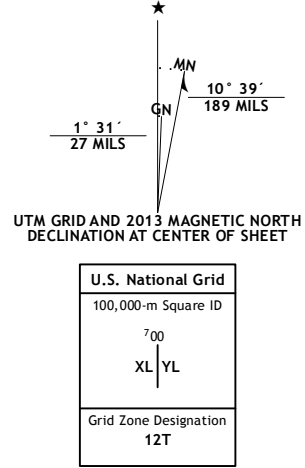 ★
MN
GN
10° 39´
189 MILS
1° 31´
27 MILS
UTM GRID AND 2013 MAGNETIC NORTH
DECLINATION AT CENTER OF SHEET
U.S. National Grid
100,000-m Square ID
⁷00
XL YL
Grid Zone Designation
12T